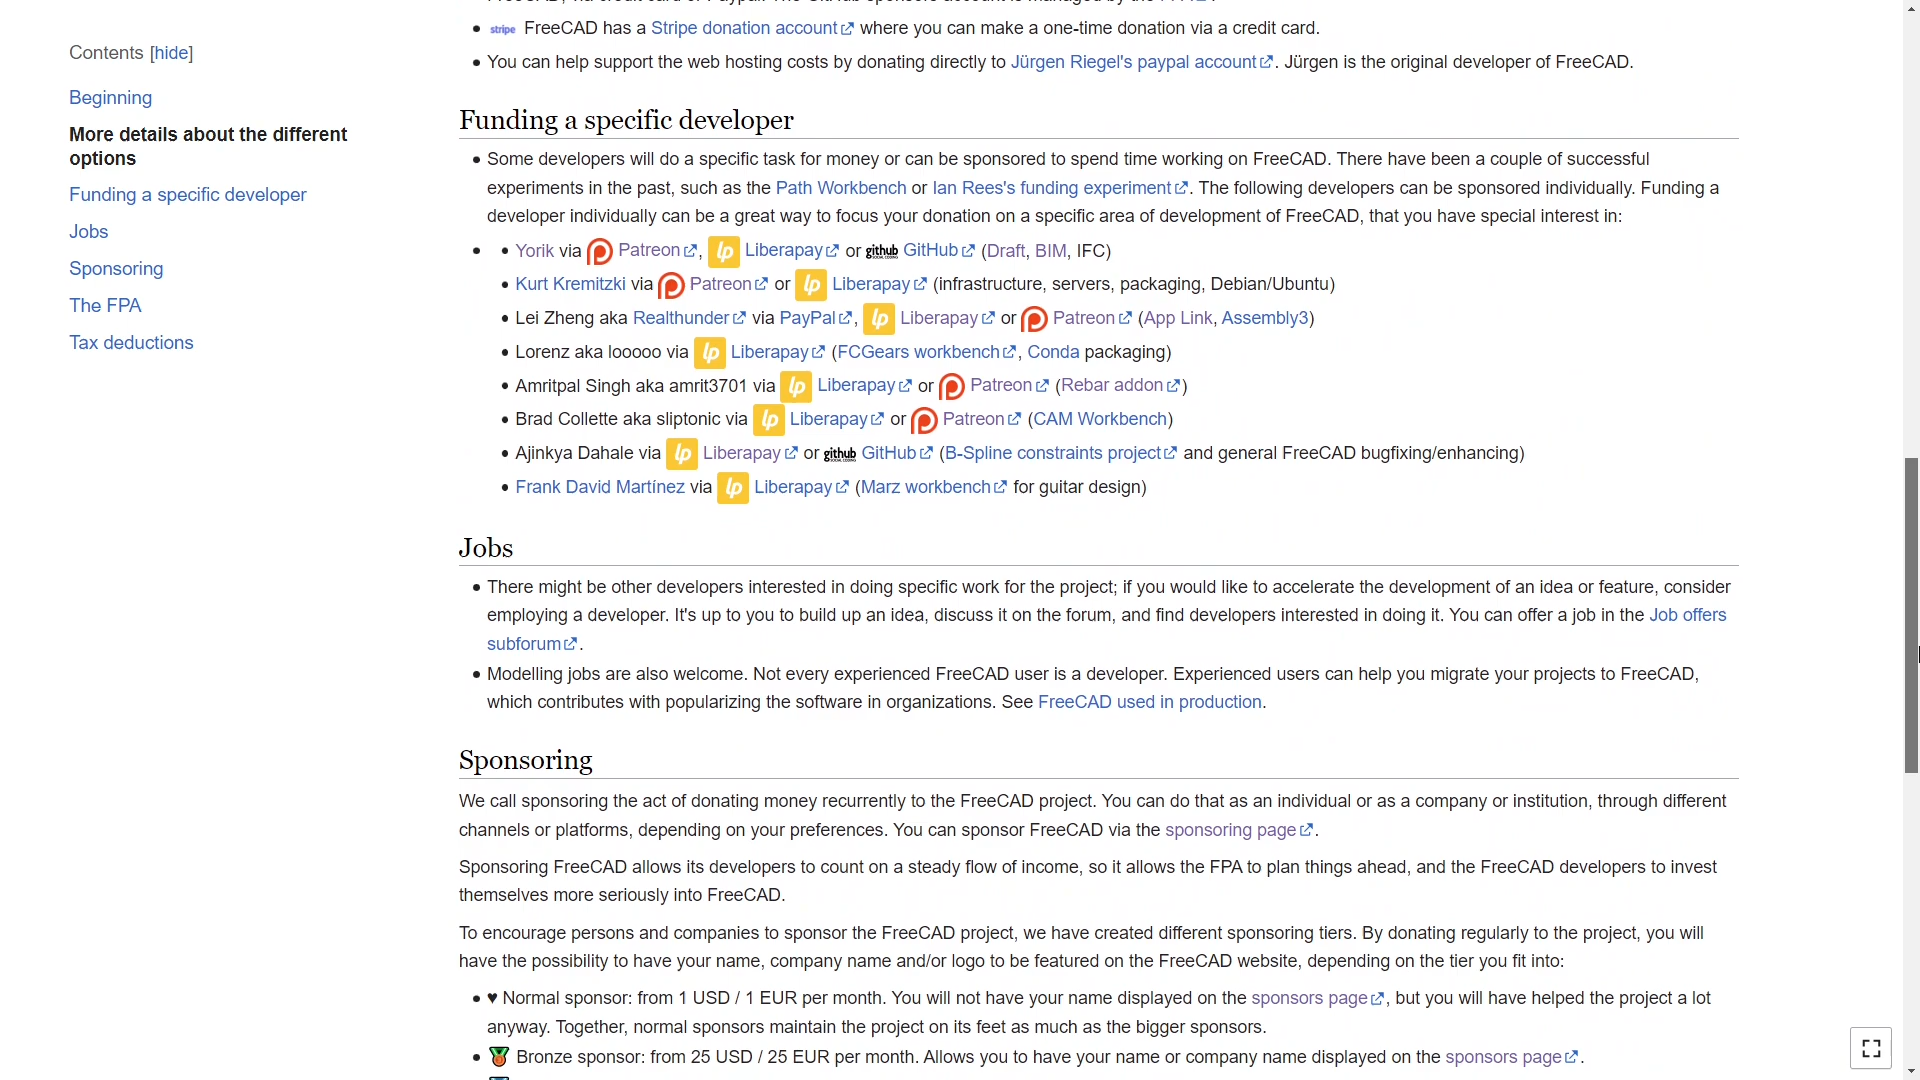 Contents [hide]
Beginning
More details about the different
options
Funding a specific developer
Jobs
Sponsoring
The FPA
Tax deductions
stripe FreeCAD has a Stripe donation account where you can make a one-time donation via a credit card.
• You can help support the web hosting costs by donating directly to Jürgen Riegel's paypal account. Jürgen is the original developer of FreeCAD.
Funding a specific developer
• Some developers will do a specific task for money or can be sponsored to spend time working on FreeCAD. There have been a couple of successful
experiments in the past, such as the Path Workbench or Ian Rees's funding experiment. The following developers can be sponsored individually. Funding a
developer individually can be a great way to focus your donation on a specific area of development of FreeCAD, that you have special interest in:
• • Yorik via Patreon, lp Liberapay or github GitHub (Draft, BIM, IFC)
• Kurt Kremitzki via Patreon or lp Liberapay (infrastructure, servers, packaging, Debian/Ubuntu)
• Lei Zheng aka Realthunder via PayPal, lp Liberapay or Patreon (App Link, Assembly3)
• Lorenz aka looooo via lp Liberapay (FCGears workbench, Conda packaging)
• Amritpal Singh aka amrit3701 via lp Liberapay or Patreon (Rebar addon)
• Brad Collette aka sliptonic via lp Liberapay or Patreon (CAM Workbench)
• Ajinkya Dahale via lp Liberapay or github GitHub (B-Spline constraints project and general FreeCAD bugfixing/enhancing)
• Frank David Martínez via lp Liberapay (Marz workbench for guitar design)
Jobs
• There might be other developers interested in doing specific work for the project; if you would like to accelerate the development of an idea or feature, consider
employing a developer. It's up to you to build up an idea, discuss it on the forum, and find developers interested in doing it. You can offer a job in the Job offers
subforum.
• Modelling jobs are also welcome. Not every experienced FreeCAD user is a developer. Experienced users can help you migrate your projects to FreeCAD,
which contributes with popularizing the software in organizations. See FreeCAD used in production.
Sponsoring
We call sponsoring the act of donating money recurrently to the FreeCAD project. You can do that as an individual or as a company or institution, through different
channels or platforms, depending on your preferences. You can sponsor FreeCAD via the sponsoring page.
Sponsoring FreeCAD allows its developers to count on a steady flow of income, so it allows the FPA to plan things ahead, and the FreeCAD developers to invest
themselves more seriously into FreeCAD.
To encourage persons and companies to sponsor the FreeCAD project, we have created different sponsoring tiers. By donating regularly to the project, you will
have the possibility to have your name, company name and/or logo to be featured on the FreeCAD website, depending on the tier you fit into:
• ♥ Normal sponsor: from 1 USD / 1 EUR per month. You will not have your name displayed on the sponsors page, but you will have helped the project a lot
anyway. Together, normal sponsors maintain the project on its feet as much as the bigger sponsors.
• 🥉 Bronze sponsor: from 25 USD / 25 EUR per month. Allows you to have your name or company name displayed on the sponsors page.